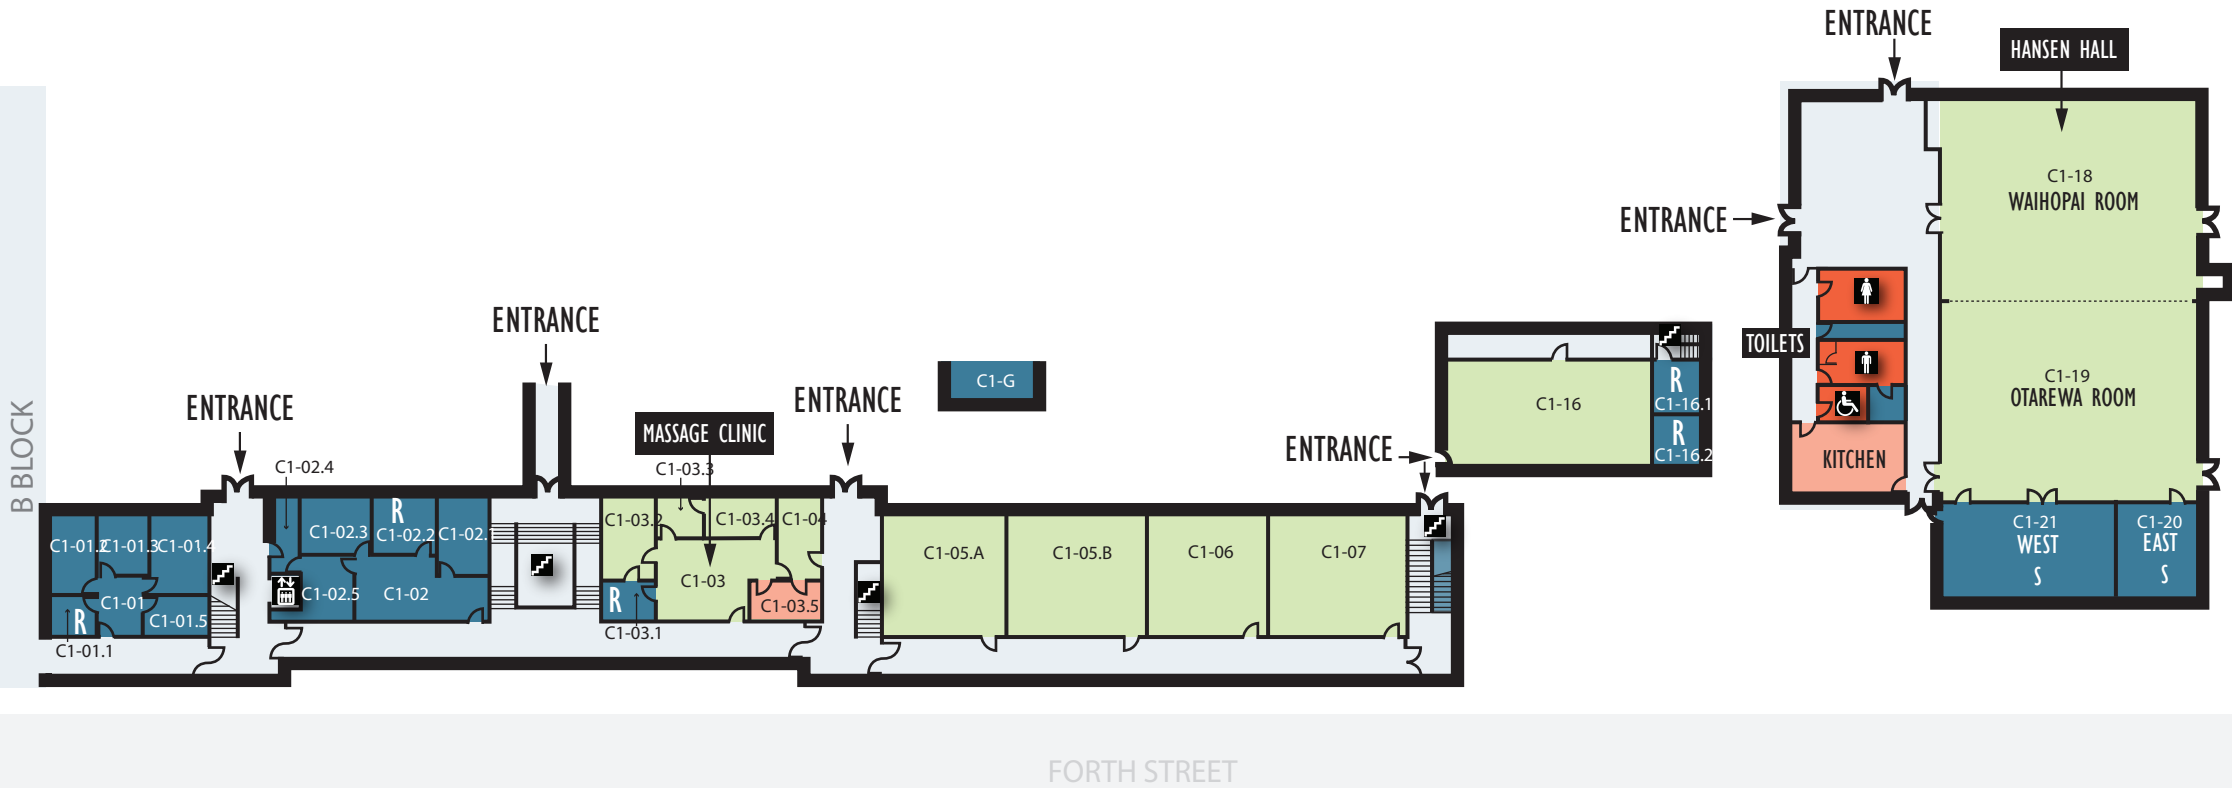 ENTRANCE
HANSEN HALL
C1-18
WAIHOPAI ROOM
ENTRANCE
TOILETS
C1-19
OTAREWA ROOM
KITCHEN
C1-21
WEST
S
C1-20
EAST
S
B BLOCK
ENTRANCE
ENTRANCE
ENTRANCE
ENTRANCE
MASSAGE CLINIC
C1-G
C1-16
R
C1-16.1
R
C1-16.2
C1-02.4
C1-03.3
C1-01.2
C1-01.3
C1-01.4
C1-01
C1-01.5
R
C1-01.1
C1-02.3
R
C1-02.2
C1-02.1
C1-02.5
C1-02
C1-03.2
C1-03.4
C1-04
C1-03
R
C1-03.1
C1-03.5
C1-05.A
C1-05.B
C1-06
C1-07
FORTH STREET